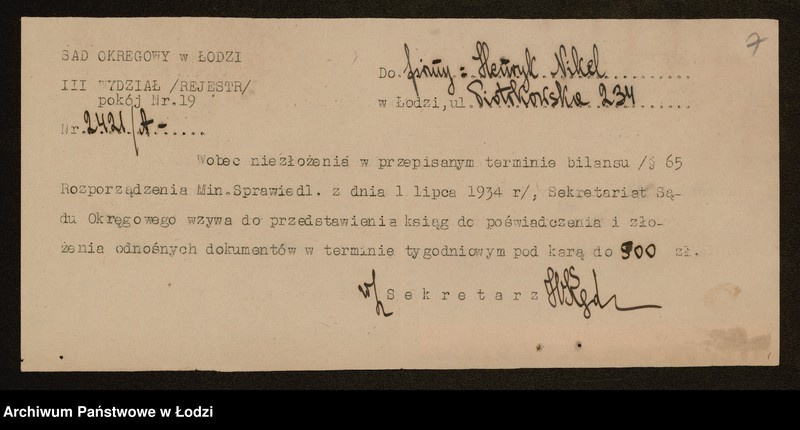 7
SĄD OKRĘGOWY w ŁODZI
III WYDZIAŁ /REJESTR/
pokój Nr.19
Nr.2421/A-.....
Do firmy: Henryk Nikel..........
w Łodzi, ul. Piotrkowska 234.......
Wobec niezłożenia w przepisanym terminie bilansu /§ 65
Rozporządzenia Min.Sprawiedl. z dnia 1 lipca 1934 r/, Sekretariat Są-
du Okręgowego wzywa do przedstawienia ksiąg do poświadczenia i zło-
żenia odnośnych dokumentów w terminie tygodniowym pod karą do 300 zł.
w/z Sekretarz
Archiwum Państwowe w Łodzi